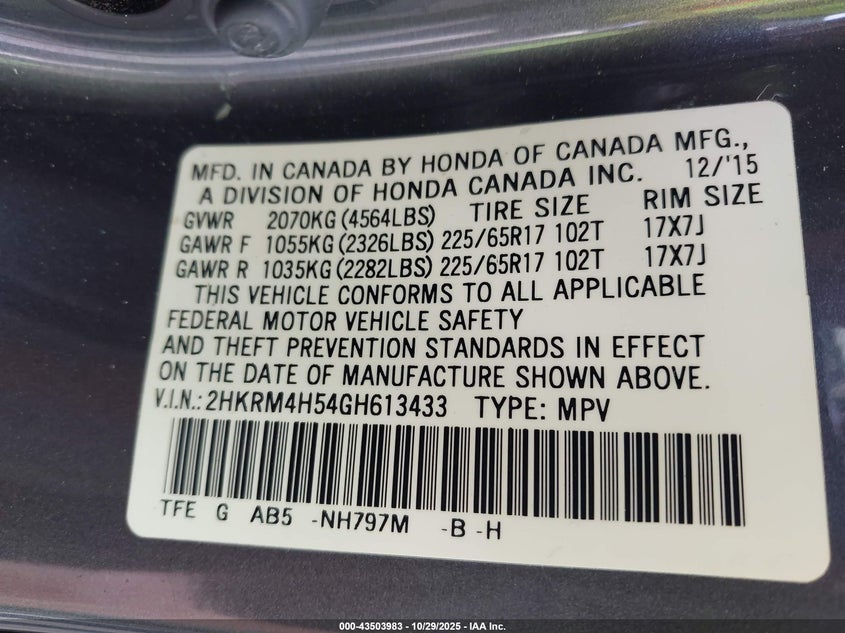 MFD. IN CANADA BY HONDA OF CANADA MFG.,
A DIVISION OF HONDA CANADA INC. 12/'15
GVWR 2070KG (4564LBS) TIRE SIZE RIM SIZE
GAWR F 1055KG (2326LBS) 225/65R17 102T 17X7J
GAWR R 1035KG (2282LBS) 225/65R17 102T 17X7J
THIS VEHICLE CONFORMS TO ALL APPLICABLE
FEDERAL MOTOR VEHICLE SAFETY
AND THEFT PREVENTION STANDARDS IN EFFECT
ON THE DATE OF MANUFACTURE SHOWN ABOVE.
V.I.N.: 2HKRM4H54GH613433 TYPE: MPV
TFE G AB5 -NH797M -B -H
000-43503983 / 10/29/2025 - IAA Inc.